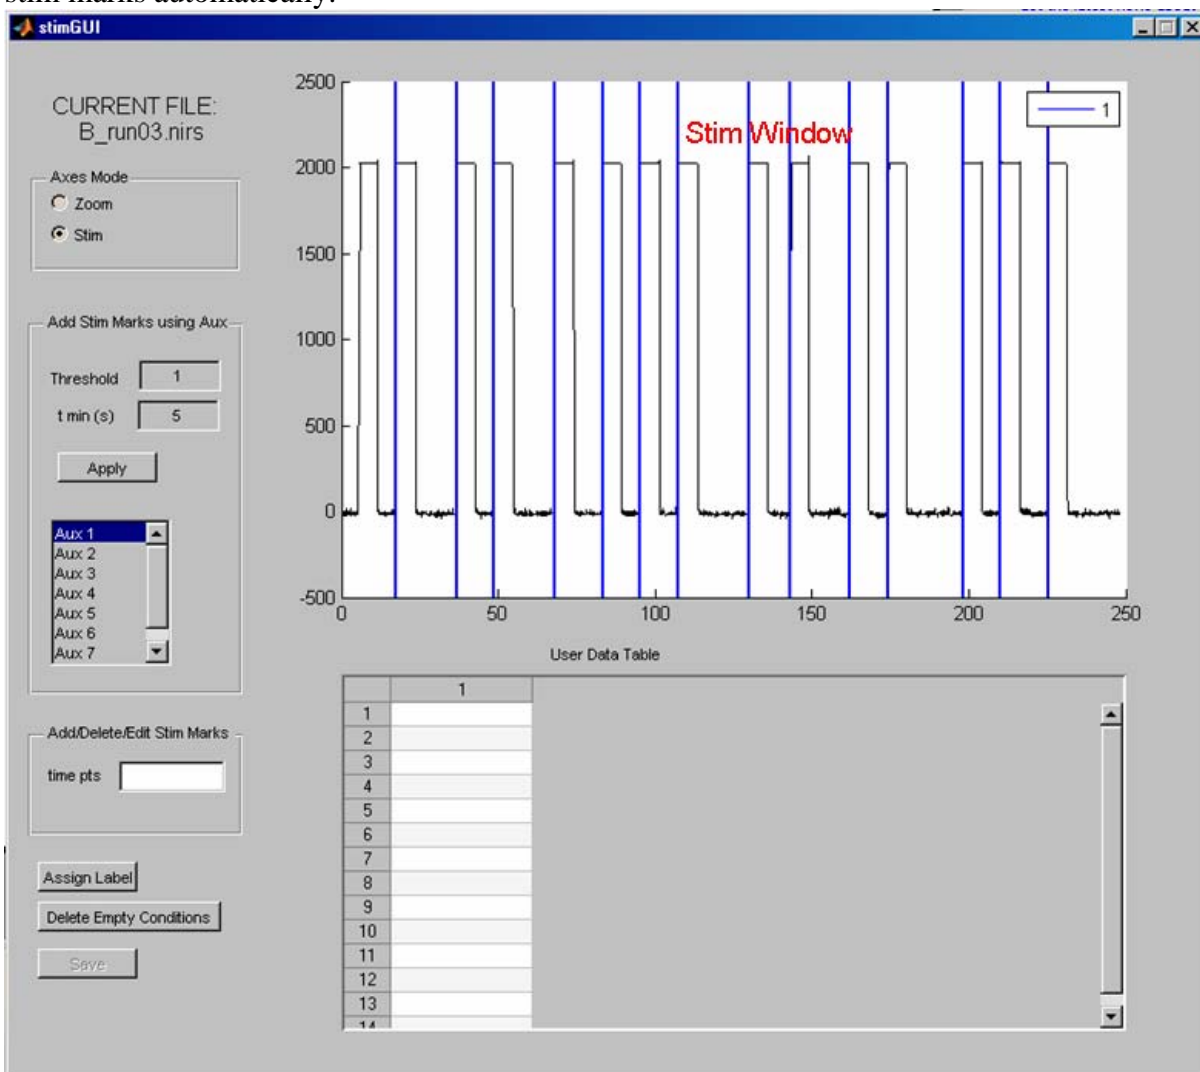 stim marks automatically.
stimGUI
CURRENT FILE:
B_run03.nirs
Axes Mode
Zoom
Stim
Add Stim Marks using Aux
Threshold 1
t min (s) 5
Apply
Aux 1
Aux 2
Aux 3
Aux 4
Aux 5
Aux 6
Aux 7
Add/Delete/Edit Stim Marks
time pts
Assign Label
Delete Empty Conditions
Save
2500
2000
1500
1000
500
0
-500
0 50 100 150 200 250
Stim Window
1
User Data Table
1
1
2
3
4
5
6
7
8
9
10
11
12
13
14